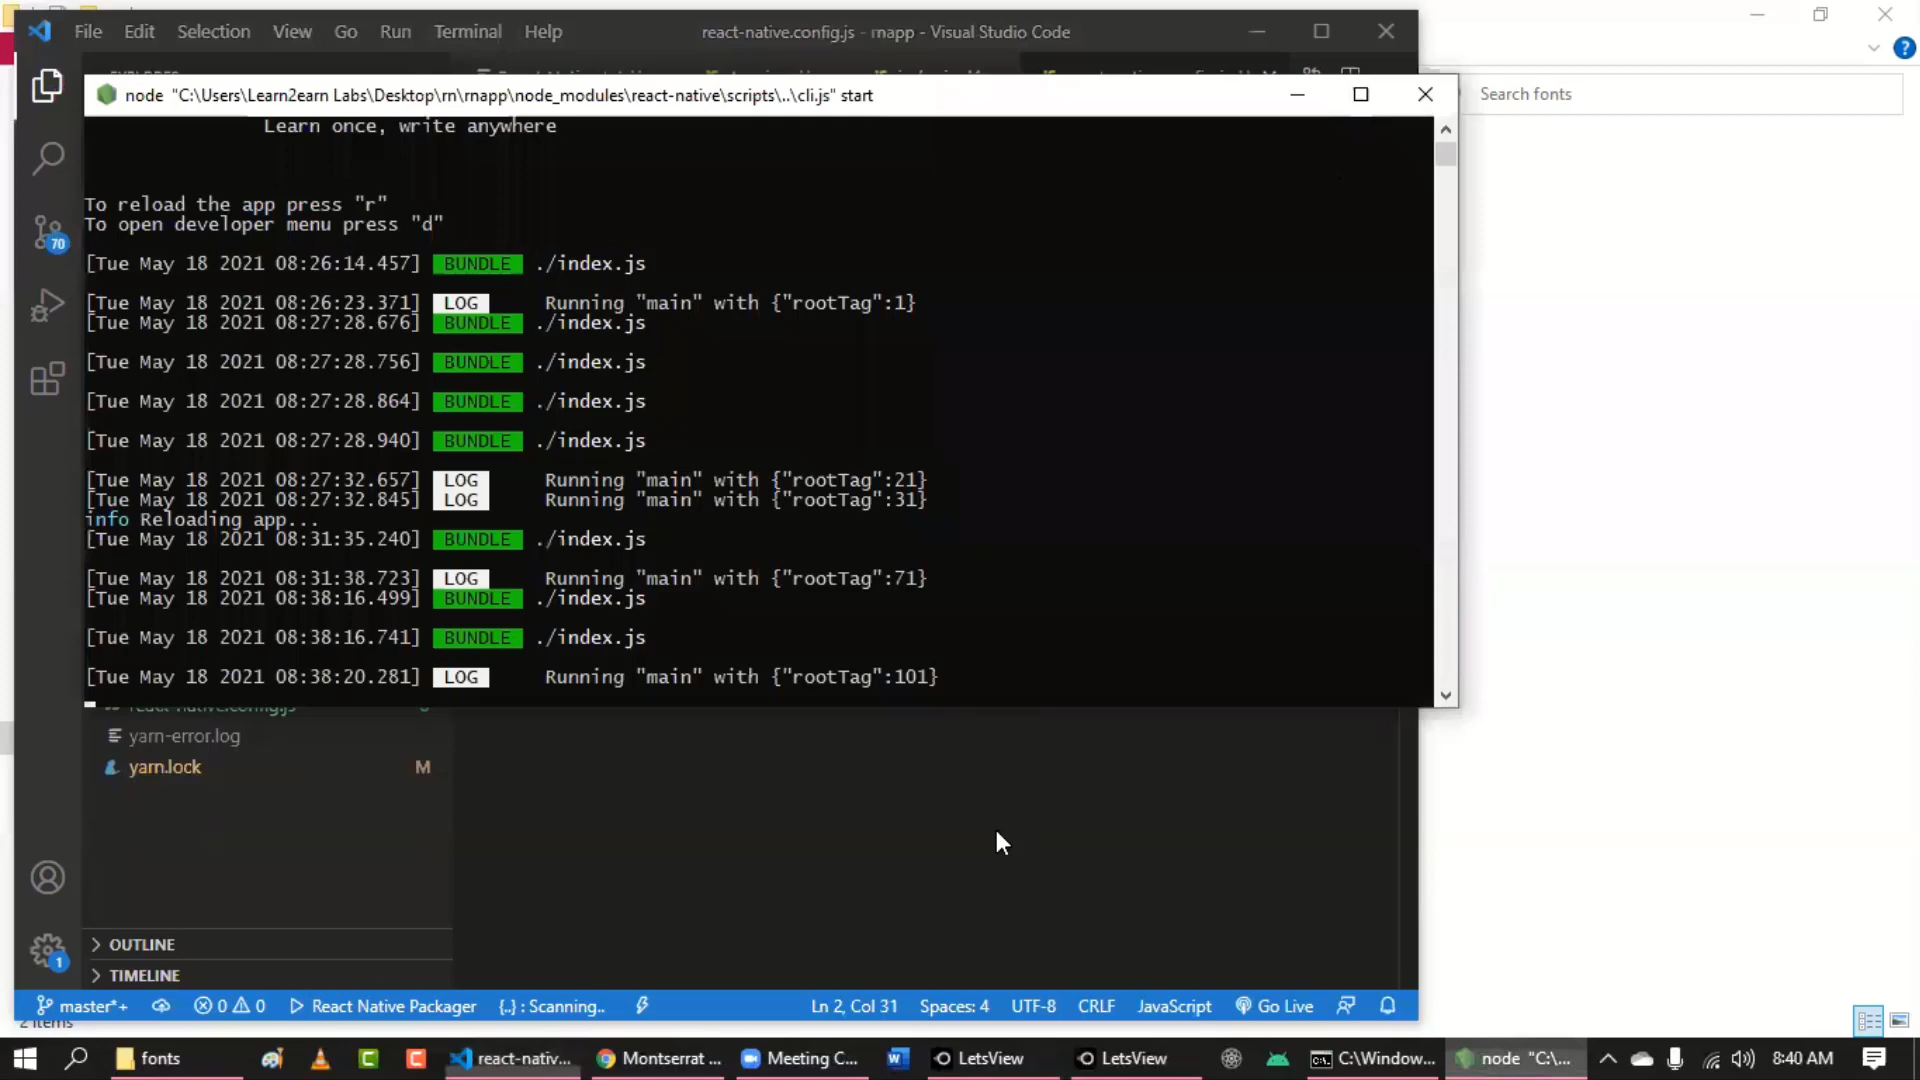 File Edit Selection View Go Run Terminal Help react-native.config.js - rnapp - Visual Studio Code
node "C:\Users\Learn2earn Labs\Desktop\rn\rnapp\node_modules\react-native\scripts\..\cli.js" start
Search fonts
Learn once, write anywhere
To reload the app press "r"
To open developer menu press "d"
[Tue May 18 2021 08:26:14.457] BUNDLE ./index.js
[Tue May 18 2021 08:26:23.371] LOG Running "main" with {"rootTag":1}
[Tue May 18 2021 08:27:28.676] BUNDLE ./index.js
[Tue May 18 2021 08:27:28.756] BUNDLE ./index.js
[Tue May 18 2021 08:27:28.864] BUNDLE ./index.js
[Tue May 18 2021 08:27:28.940] BUNDLE ./index.js
[Tue May 18 2021 08:27:32.657] LOG Running "main" with {"rootTag":21}
[Tue May 18 2021 08:27:32.845] LOG Running "main" with {"rootTag":31}
info Reloading app...
[Tue May 18 2021 08:31:35.240] BUNDLE ./index.js
[Tue May 18 2021 08:31:38.723] LOG Running "main" with {"rootTag":71}
[Tue May 18 2021 08:38:16.499] BUNDLE ./index.js
[Tue May 18 2021 08:38:16.741] BUNDLE ./index.js
[Tue May 18 2021 08:38:20.281] LOG Running "main" with {"rootTag":101}
70
react-native.config.js
yarn-error.log
yarn.lock M
OUTLINE
1
TIMELINE
master*+ 0 0 React Native Packager {..} : Scanning.. Ln 2, Col 31 Spaces: 4 UTF-8 CRLF JavaScript Go Live
2 items
fonts react-nativ... Montserrat ... Meeting C... LetsView LetsView C:\Window... node "C:\... 8:40 AM